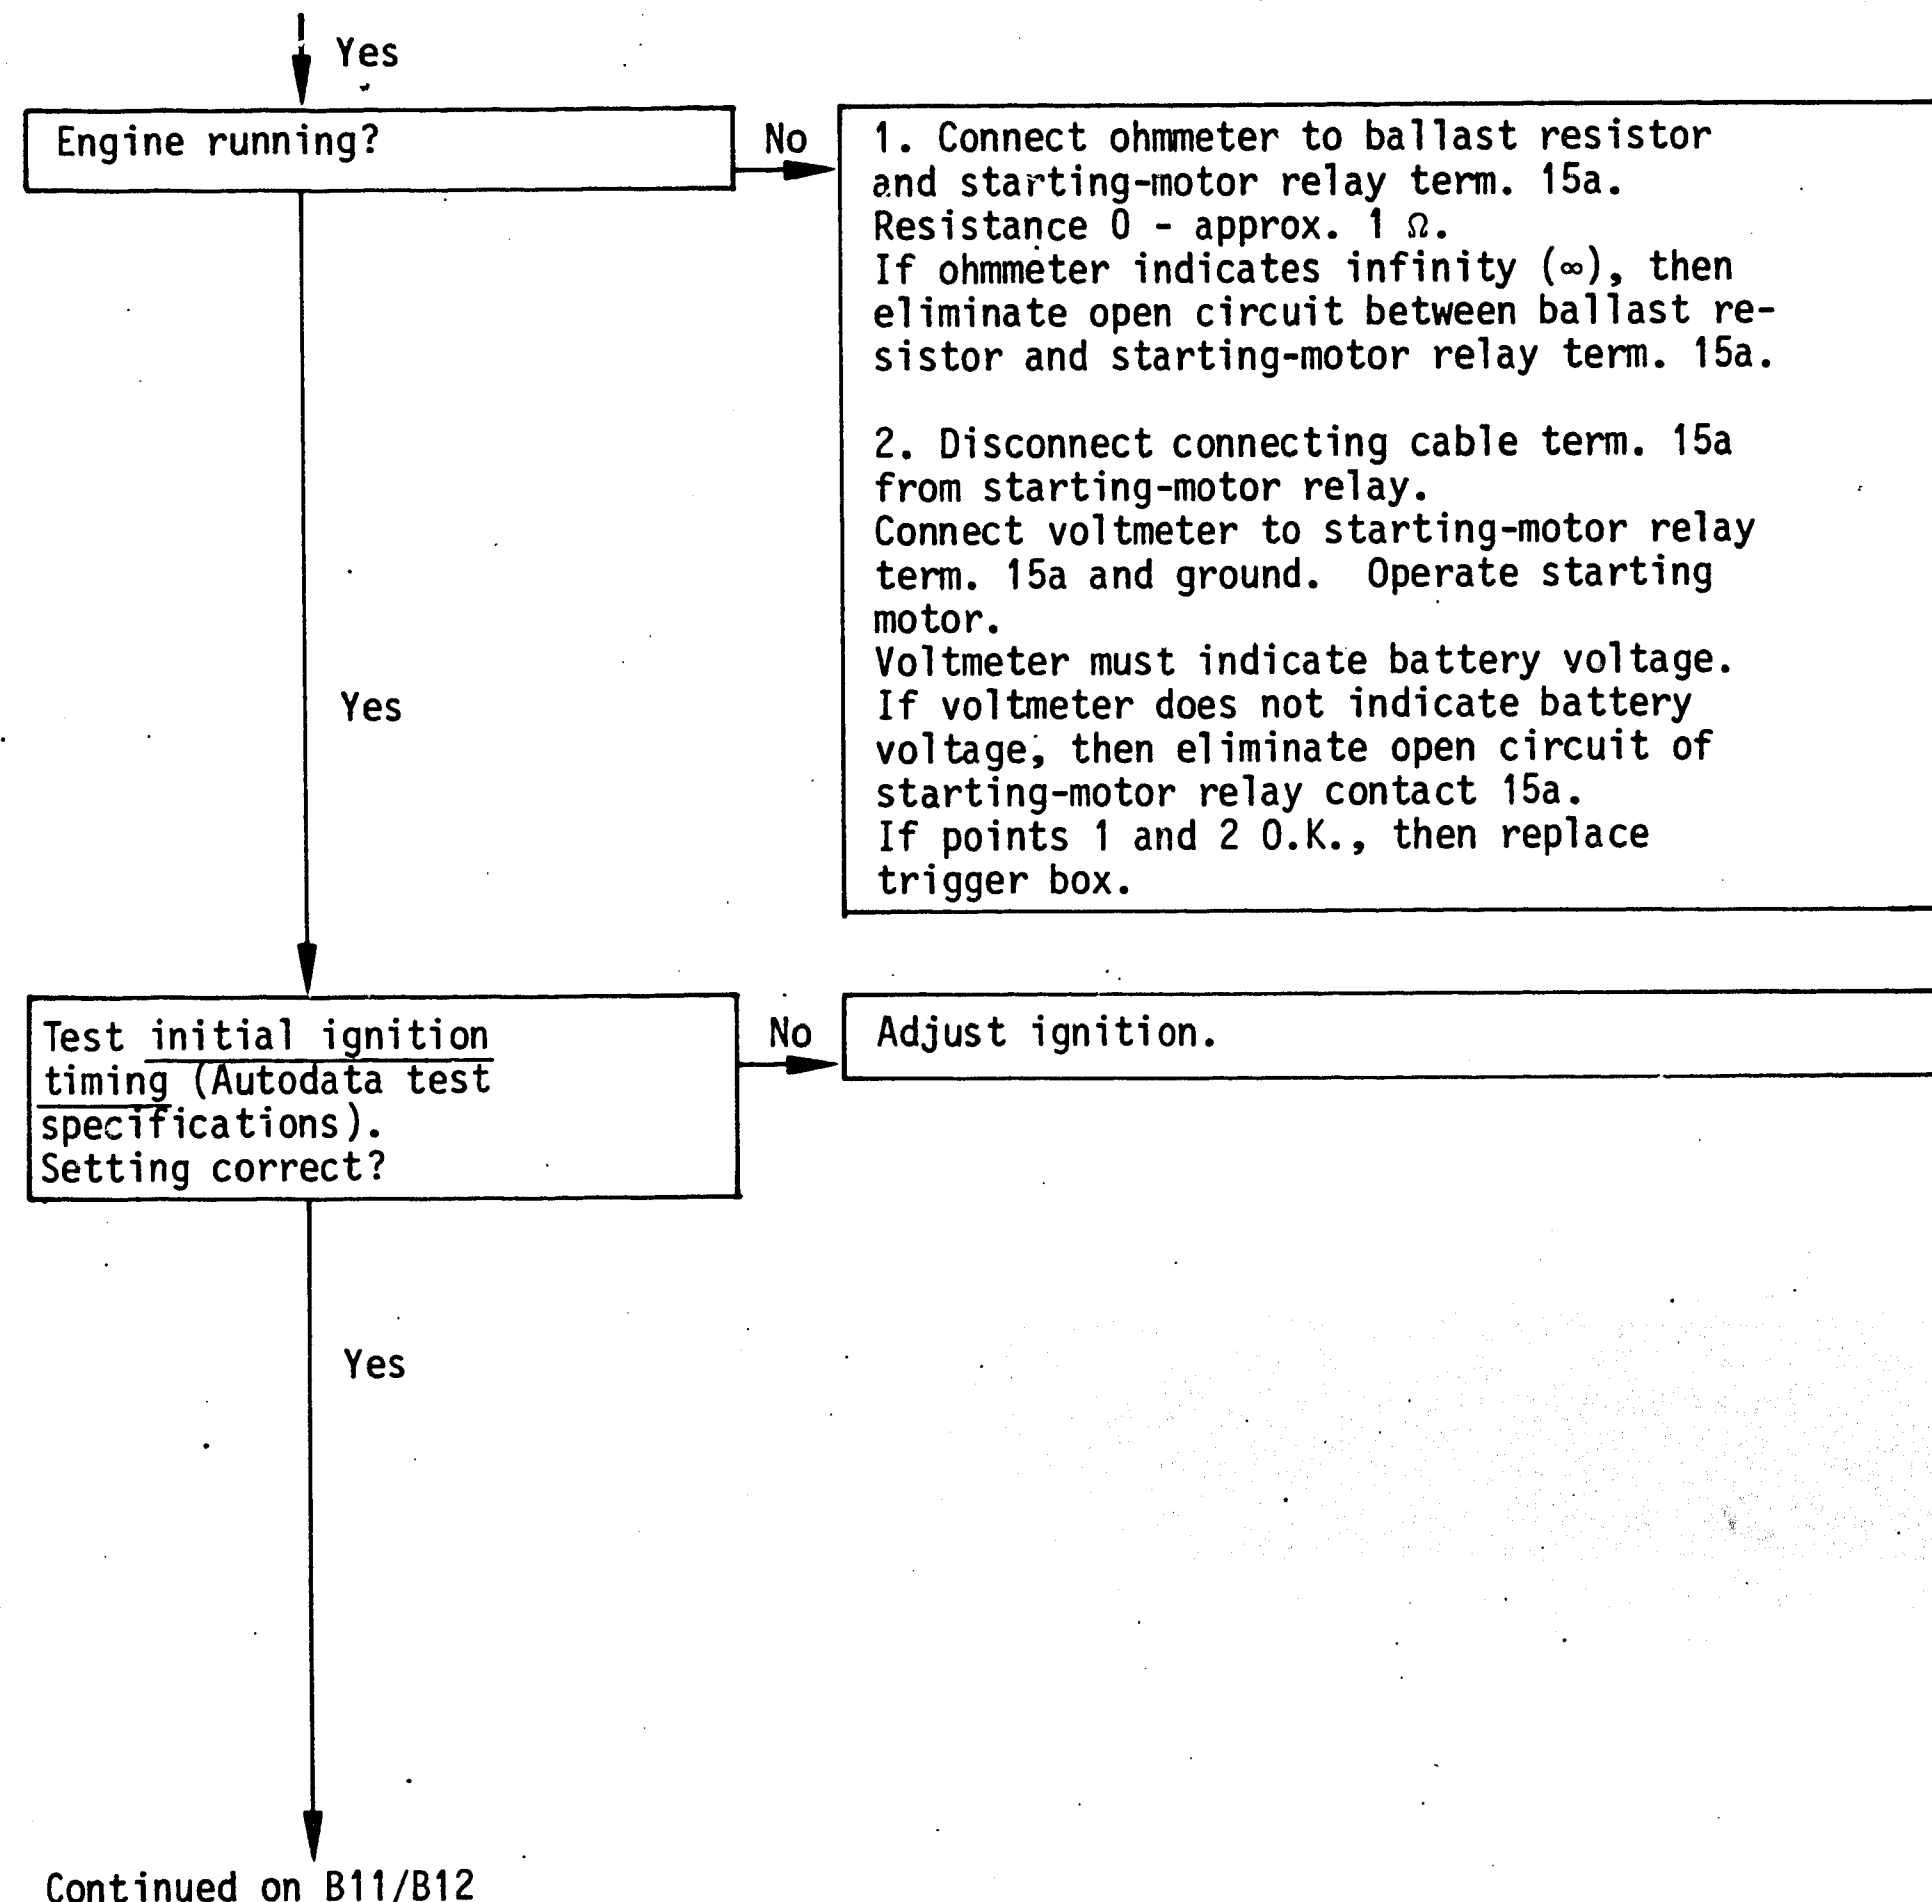 Yes
Engine running?
No
1. Connect ohmmeter to ballast resistor
and starting-motor relay term. 15a.
Resistance 0 - approx. 1 Ω.
If ohmmeter indicates infinity (∞), then
eliminate open circuit between ballast re-
sistor and starting-motor relay term. 15a.
2. Disconnect connecting cable term. 15a
from starting-motor relay.
Connect voltmeter to starting-motor relay
term. 15a and ground. Operate starting
motor.
Voltmeter must indicate battery voltage.
If voltmeter does not indicate battery
voltage, then eliminate open circuit of
starting-motor relay contact 15a.
If points 1 and 2 O.K., then replace
trigger box.
Yes
Test initial ignition
timing (Autodata test
specifications).
Setting correct?
No
Adjust ignition.
Yes
Continued on B11/B12